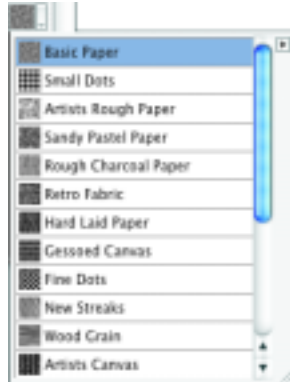 Basic Paper
Small Dots
Artists Rough Paper
Sandy Pastel Paper
Rough Charcoal Paper
Retro Fabric
Hard Laid Paper
Gessoed Canvas
Fine Dots
New Streaks
Wood Grain
Artists Canvas